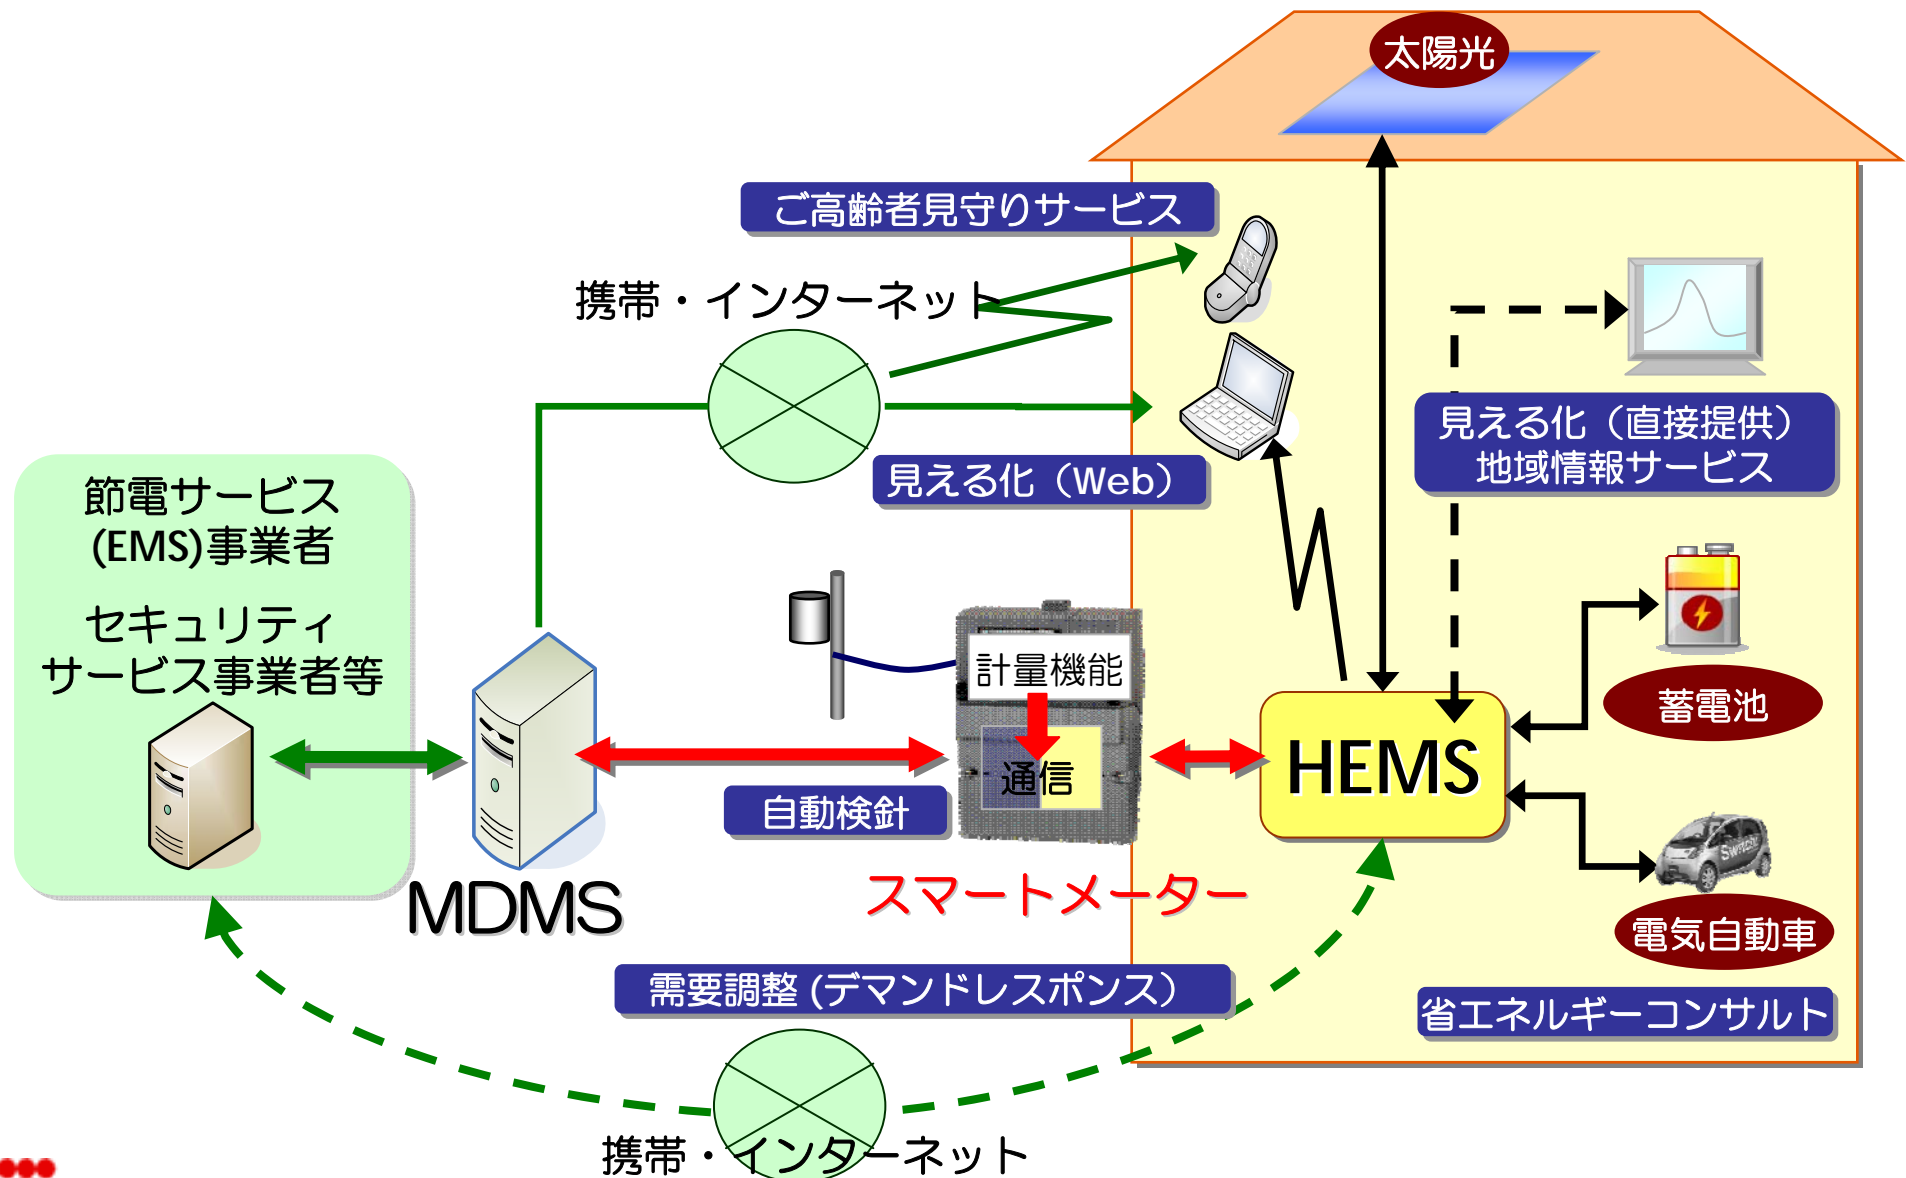 太陽光
ご高齢者見守りサービス
携帯・インターネット
見える化（直接提供）
地域情報サービス
見える化（Web）
節電サービス
(EMS)事業者
セキュリティ
サービス事業者等
計量機能
通信
蓄電池
HEMS
自動検針
スマートメーター
MDMS
Switch!
電気自動車
需要調整 (デマンドレスポンス）
省エネルギーコンサルト
携帯・インターネット